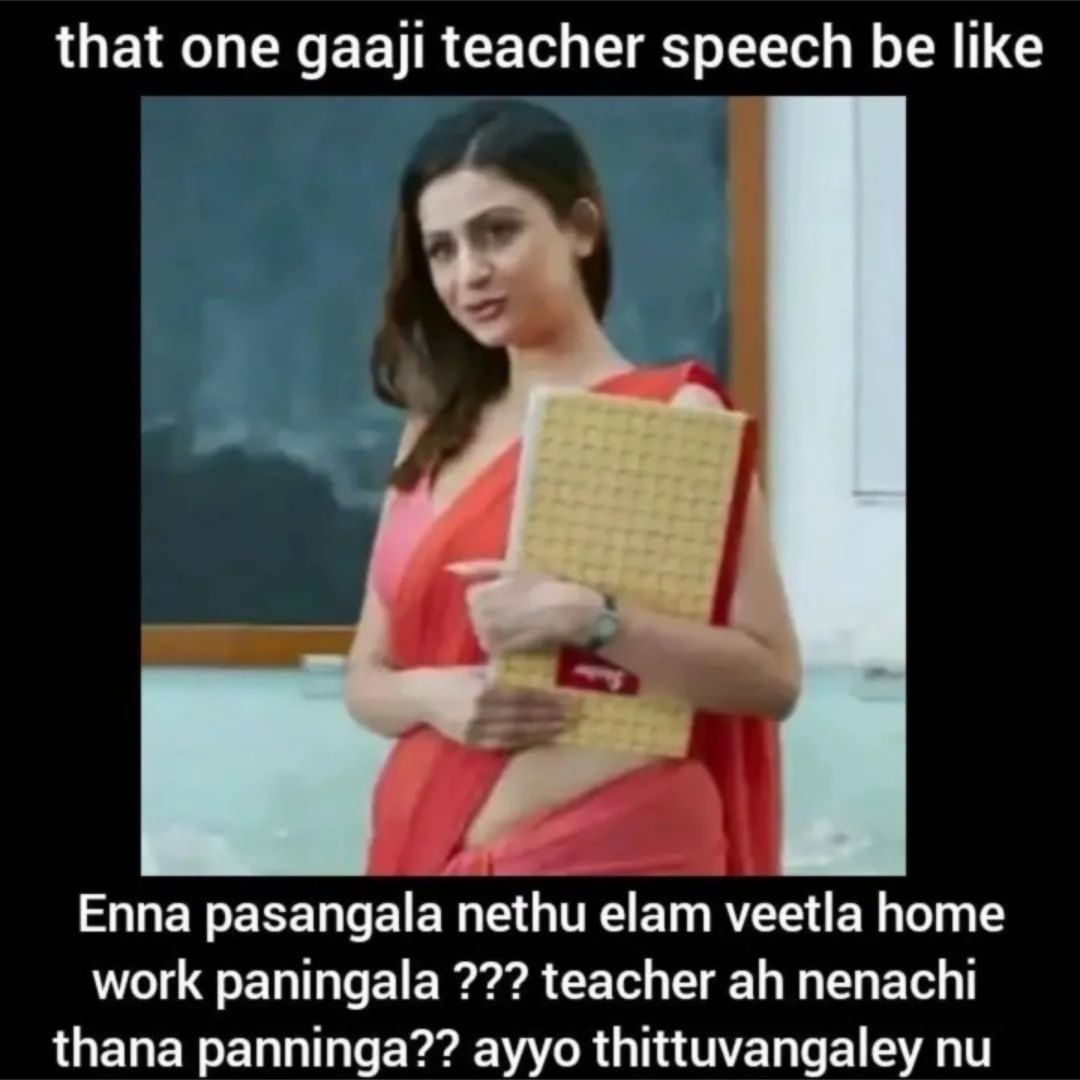 that one gaaji teacher speech be like
Enna pasangala nethu elam veetla home
work paningala ??? teacher ah nenachi
thana panninga?? ayyo thittuvangaley nu